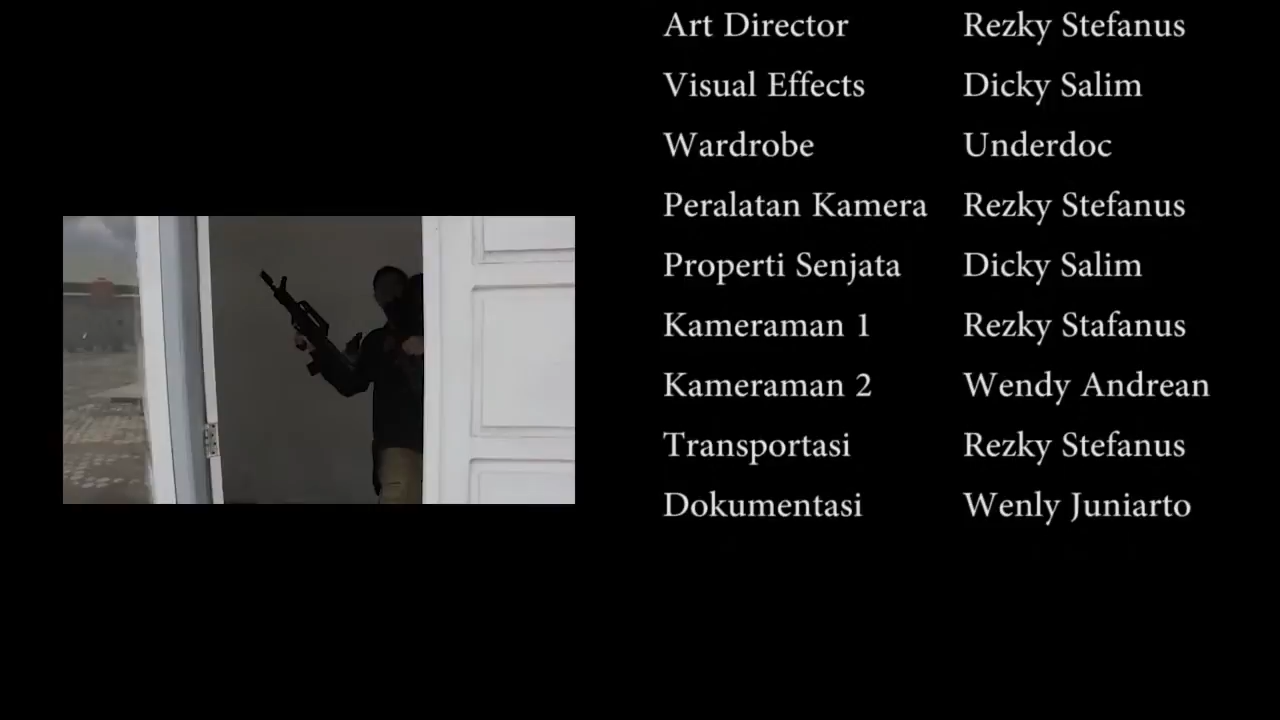 Art Director Rezky Stefanus
Visual Effects Dicky Salim
Wardrobe Underdoc
Peralatan Kamera Rezky Stefanus
Properti Senjata Dicky Salim
Kameraman 1 Rezky Stafanus
Kameraman 2 Wendy Andrean
Transportasi Rezky Stefanus
Dokumentasi Wenly Juniarto